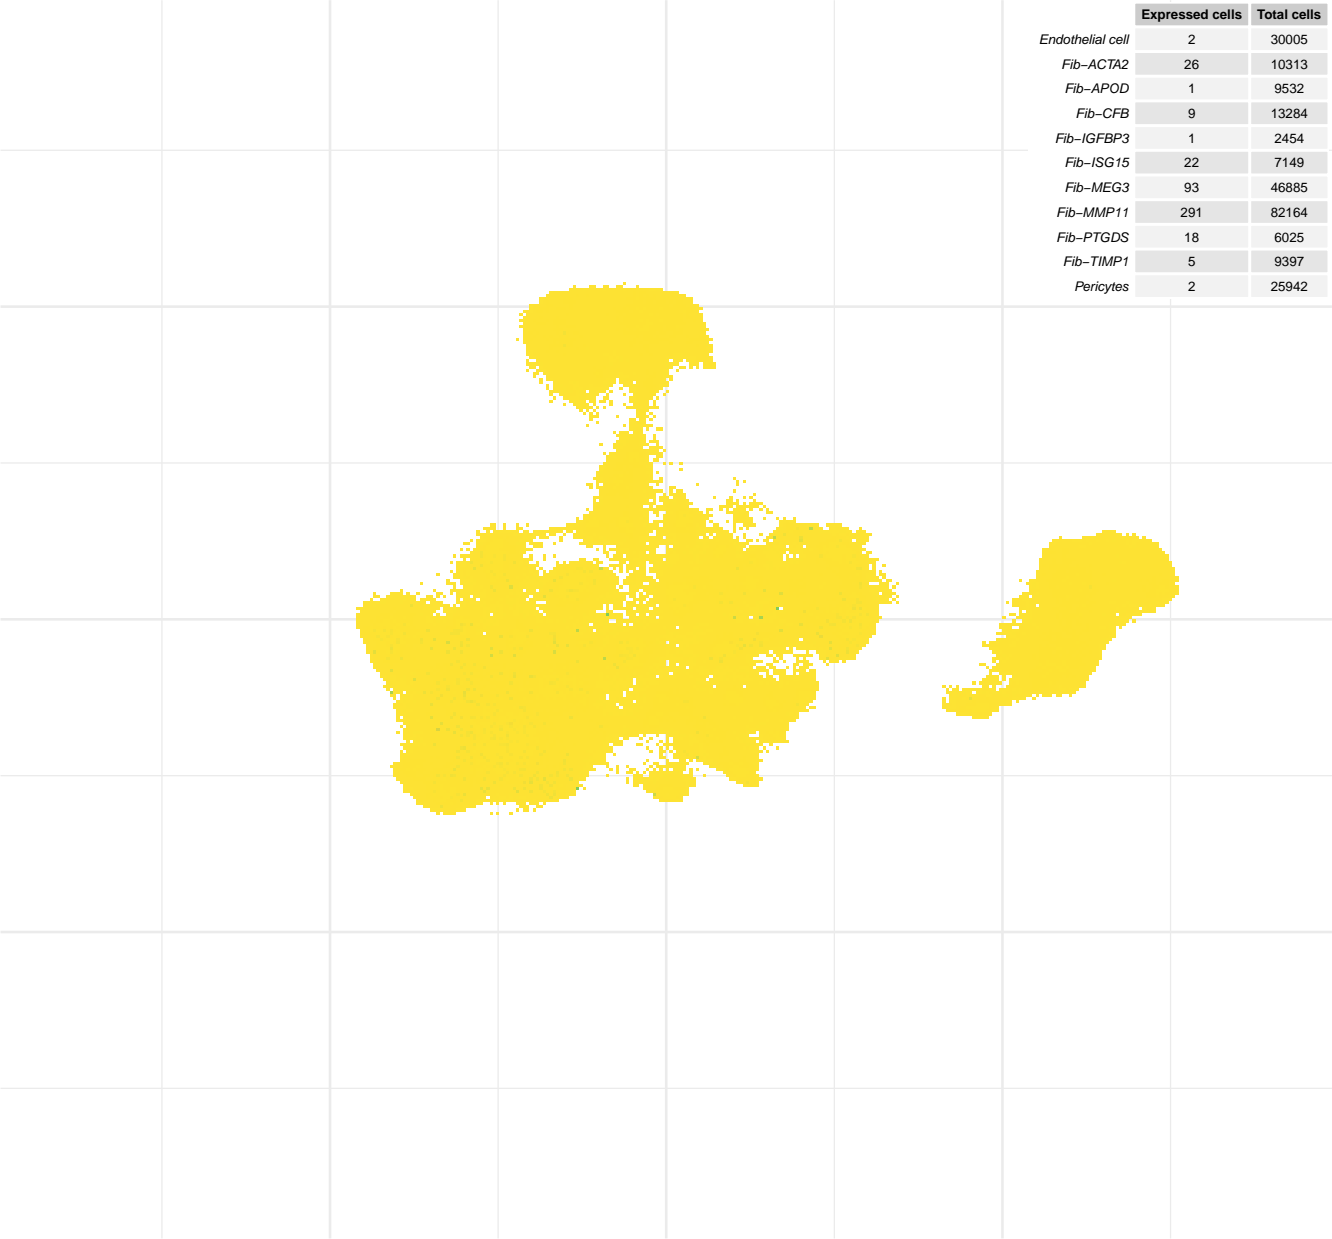 Expressed cells Total cells
Endothelial cell 2 30005
Fib−ACTA2 26 10313
Fib−APOD 1 9532
Fib−CFB 9 13284
Fib−IGFBP3 1 2454
Fib−ISG15 22 7149
Fib−MEG3 93 46885
Fib−MMP11 291 82164
Fib−PTGDS 18 6025
Fib−TIMP1 5 9397
Pericytes 2 25942